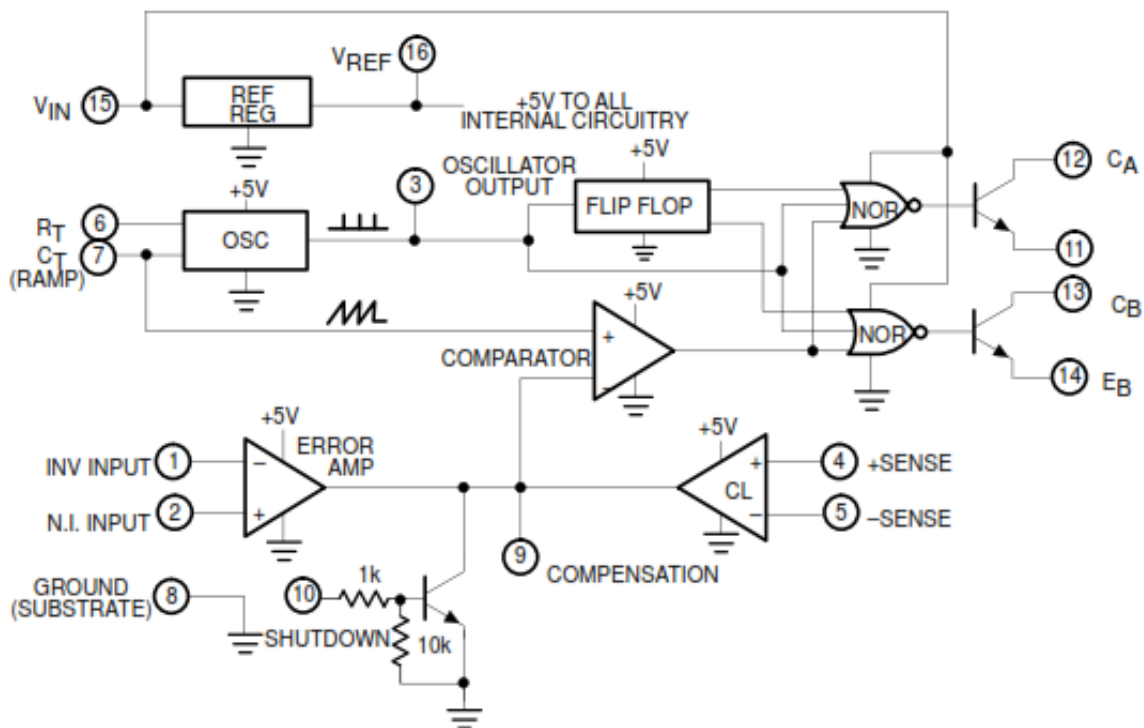 VREF
16
VIN
15
REF
REG
+5V TO ALL
INTERNAL CIRCUITRY
+5V
OSCILLATOR
OUTPUT
3
+5V
FLIP FLOP
NOR
12
CA
11
RT
6
CT
7
(RAMP)
OSC
+5V
COMPARATOR
+
–
NOR
13
CB
14
EB
+5V
ERROR
AMP
INV INPUT
1
–
N.I. INPUT
2
+
+5V
CL
+
4
+SENSE
–
5
–SENSE
9
COMPENSATION
GROUND
(SUBSTRATE)
8
10
1k
SHUTDOWN
10k